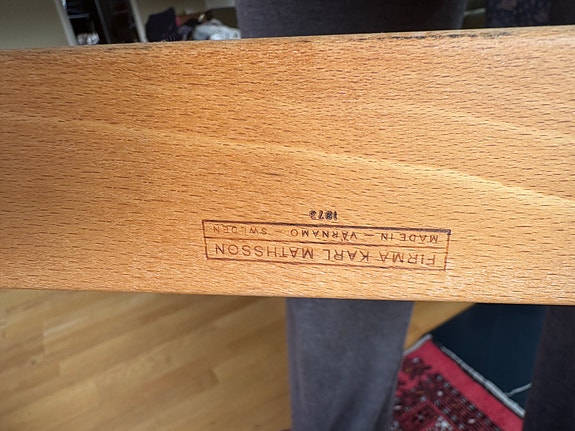 FIRMA KARL MATHSSON
MADE IN – VÄRNAMO – SWEDEN
1973